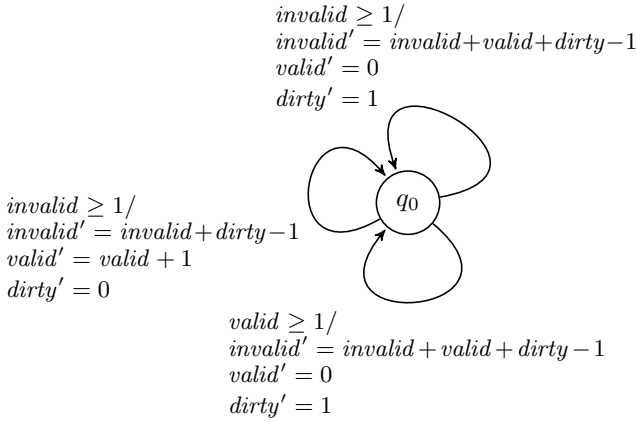 invalid ≥ 1/
invalid′ = invalid+valid+dirty−1
valid′ = 0
dirty′ = 1
q₀
invalid ≥ 1/
invalid′ = invalid+dirty−1
valid′ = valid + 1
dirty′ = 0
valid ≥ 1/
invalid′ = invalid+valid+dirty−1
valid′ = 0
dirty′ = 1